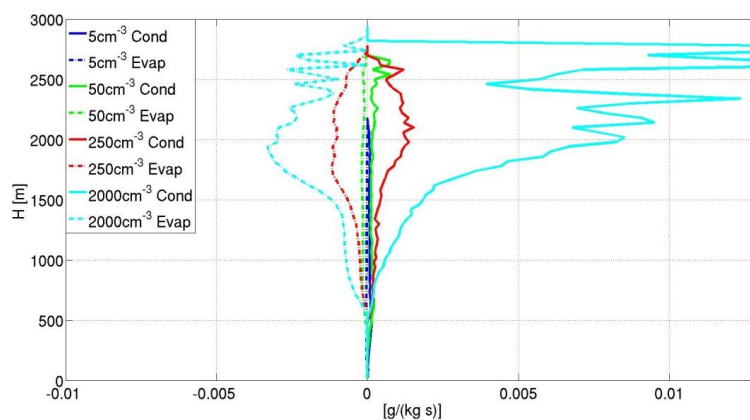 3000
2500
2000
1500
1000
500
0
H [m]
5cm-3 Cond
5cm-3 Evap
50cm-3 Cond
50cm-3 Evap
250cm-3 Cond
250cm-3 Evap
2000cm-3 Cond
2000cm-3 Evap
-0.01 -0.005 0 0.005 0.01
[g/(kg s)]